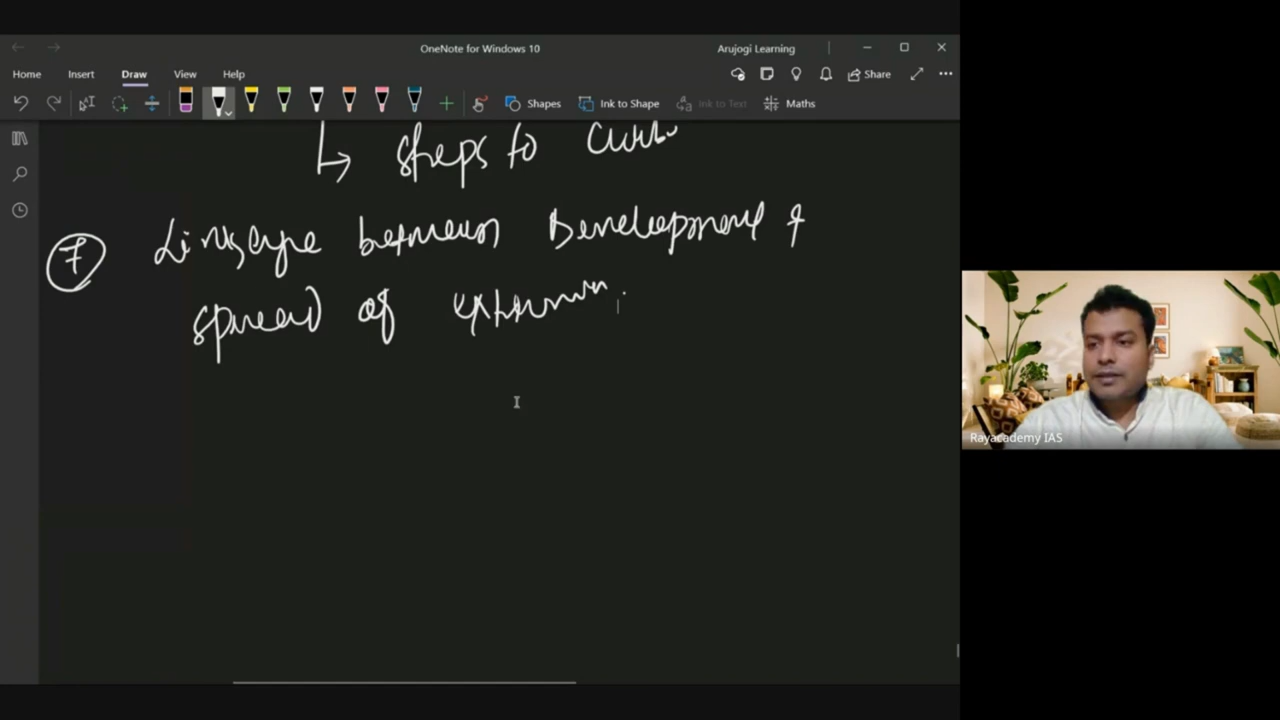 OneNote for Windows 10
Arujogi Learning
Home Insert Draw View Help
Share
Shapes
Ink to Shape
Ink to Text
Maths
↳ steps to
7 Linkage between Development &
spread of extremism
Rayacademy IAS